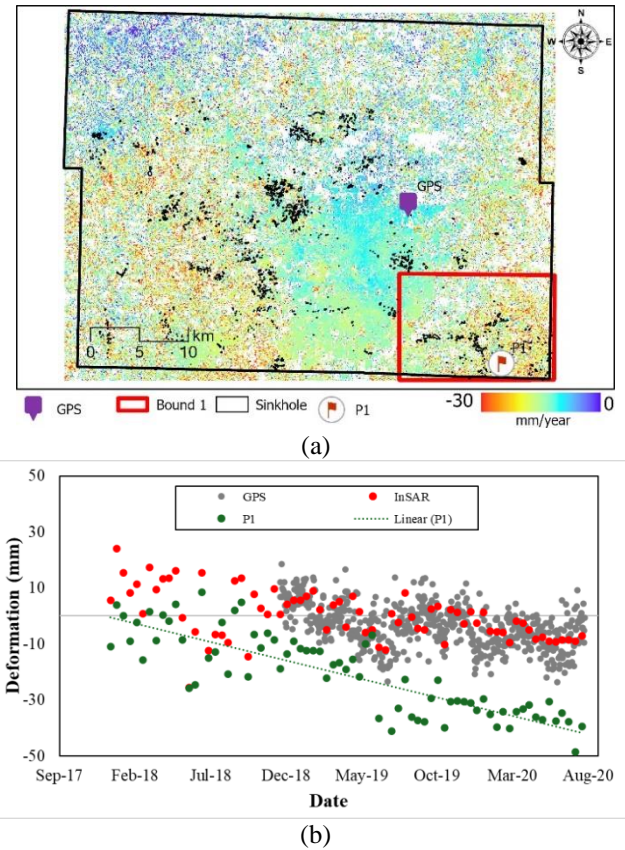 N
W E
S
GPS
P1
km
0 5 10
GPS Bound 1 Sinkhole P1 -30 0
mm/year
(a)
50
GPS InSAR
30
P1 Linear (P1)
10
-10
-30
-50
Deformation (mm)
Sep-17 Feb-18 Jul-18 Dec-18 May-19 Oct-19 Mar-20 Aug-20
Date
(b)